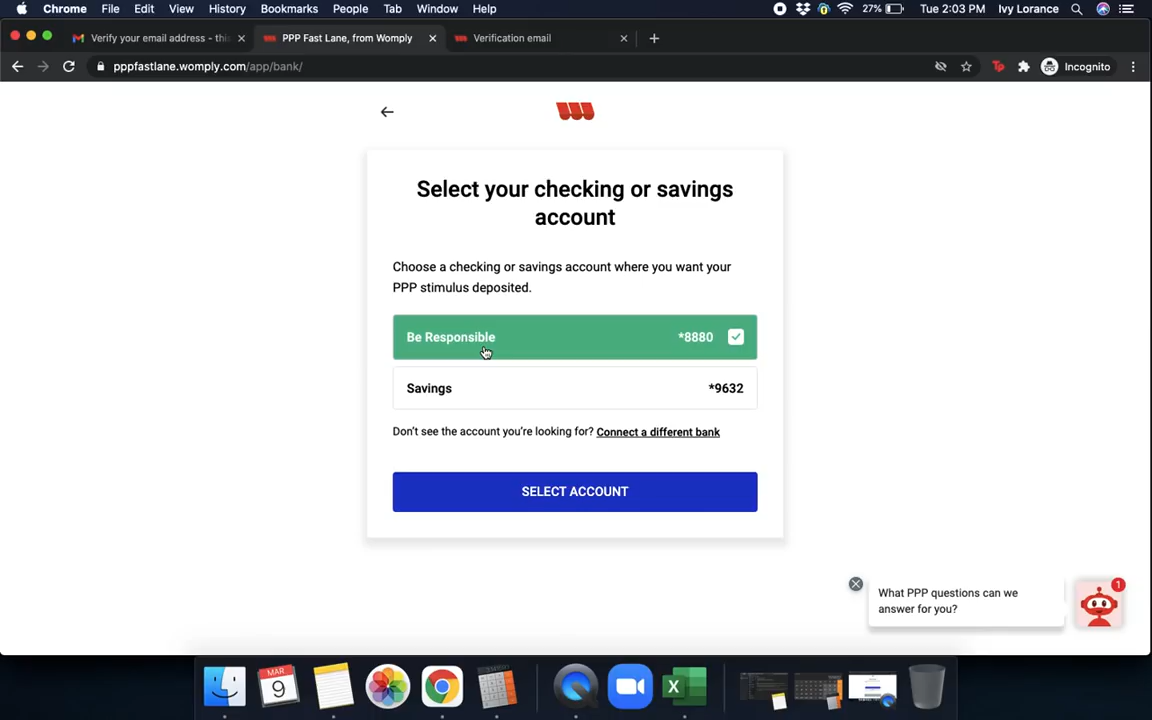 Chrome File Edit View History Bookmarks People Tab Window Help 27% Tue 2:03 PM Ivy Lorance
Verify your email address - thi PPP Fast Lane, from Womply Verification email
pppfastlane.womply.com/app/bank/ Incognito
Select your checking or savings
account
Choose a checking or savings account where you want your
PPP stimulus deposited.
Be Responsible *8880
Savings *9632
Don't see the account you're looking for? Connect a different bank
SELECT ACCOUNT
What PPP questions can we
answer for you?
1
MAR
9